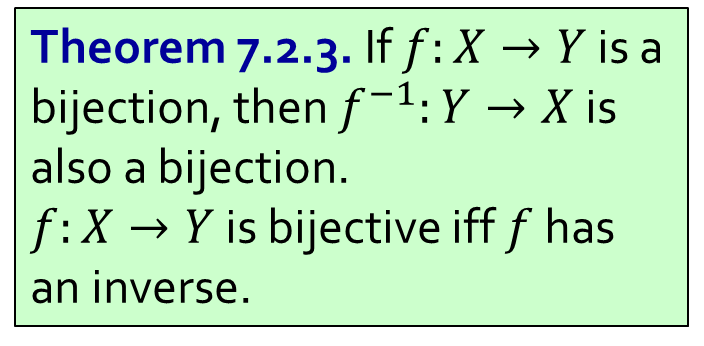 Theorem 7.2.3. If f: X → Y is a
bijection, then f⁻¹: Y → X is
also a bijection.
f: X → Y is bijective iff f has
an inverse.